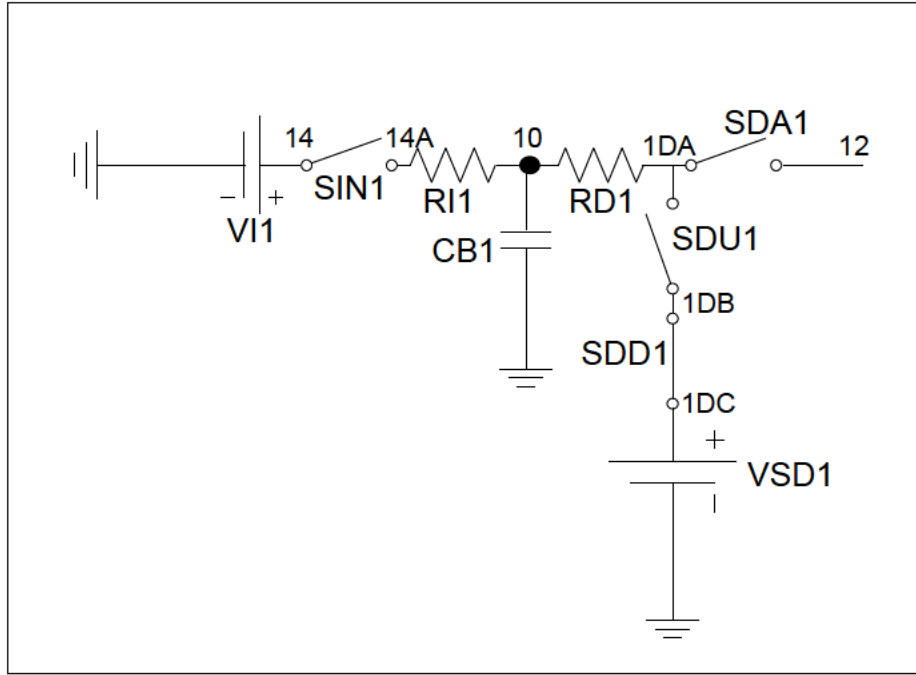 SDA1
14
14A
10
1DA
12
SIN1
RI1
RD1
− +
VI1
CB1
SDU1
1DB
SDD1
1DC
+
VSD1
−